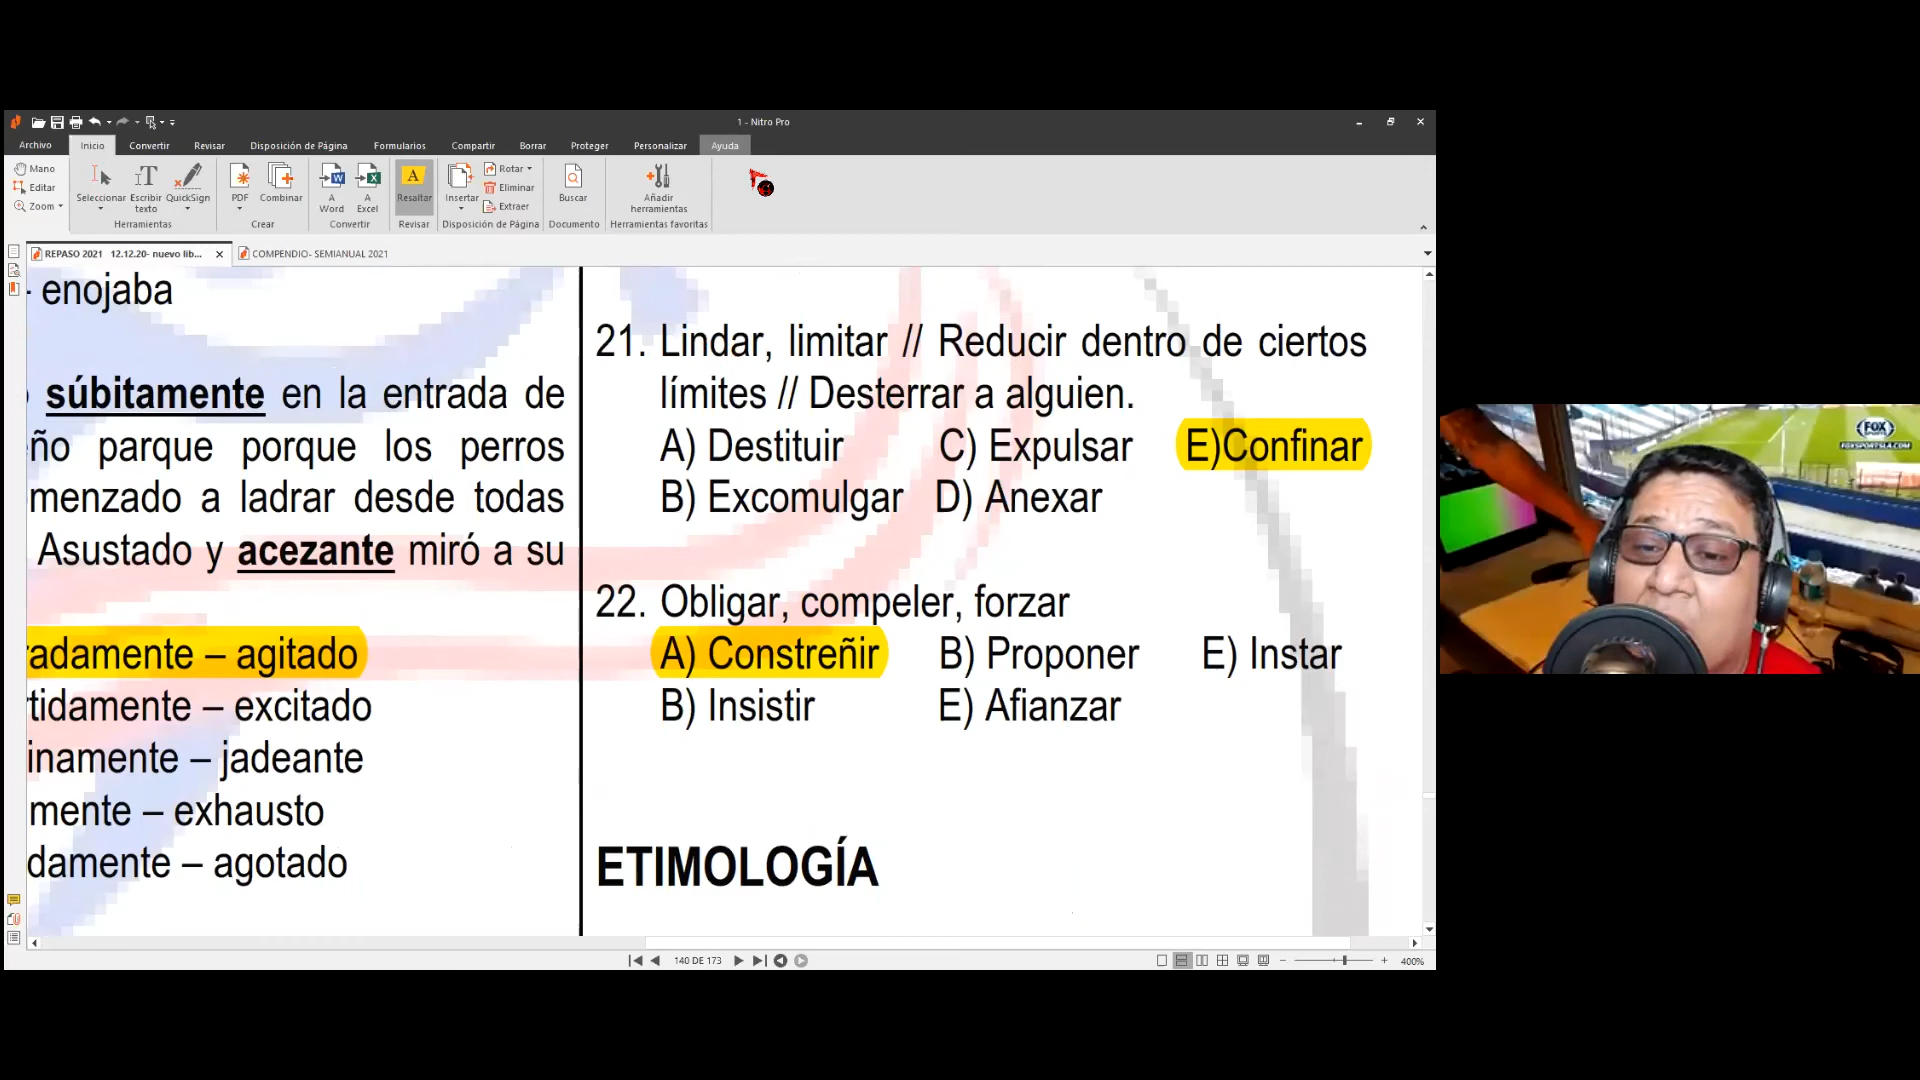 1 - Nitro Pro
Archivo Inicio Convertir Revisar Disposición de Página Formularios Compartir Borrar Proteger Personalizar Ayuda
Mano
Editar
Zoom
Seleccionar
Escribir texto
QuickSign
Herramientas
PDF
Combinar
Crear
A Word
A Excel
Convertir
Resaltar
Revisar
Insertar
Rotar
Eliminar
Extraer
Disposición de Página
Buscar
Documento
Añadir herramientas
Herramientas favoritas
REPASO 2021 12.12.20- nuevo lib...
COMPENDIO- SEMIANUAL 2021
- enojaba
súbitamente en la entrada de
ño parque porque los perros
menzado a ladrar desde todas
Asustado y acezante miró a su
radamente – agitado
tidamente – excitado
inamente – jadeante
mente – exhausto
damente – agotado
21. Lindar, limitar // Reducir dentro de ciertos
límites // Desterrar a alguien.
A) Destituir C) Expulsar E)Confinar
B) Excomulgar D) Anexar
22. Obligar, compeler, forzar
A) Constreñir B) Proponer E) Instar
B) Insistir E) Afianzar
ETIMOLOGÍA
140 DE 173
400%
FOX
FOXSPORTSLA.COM